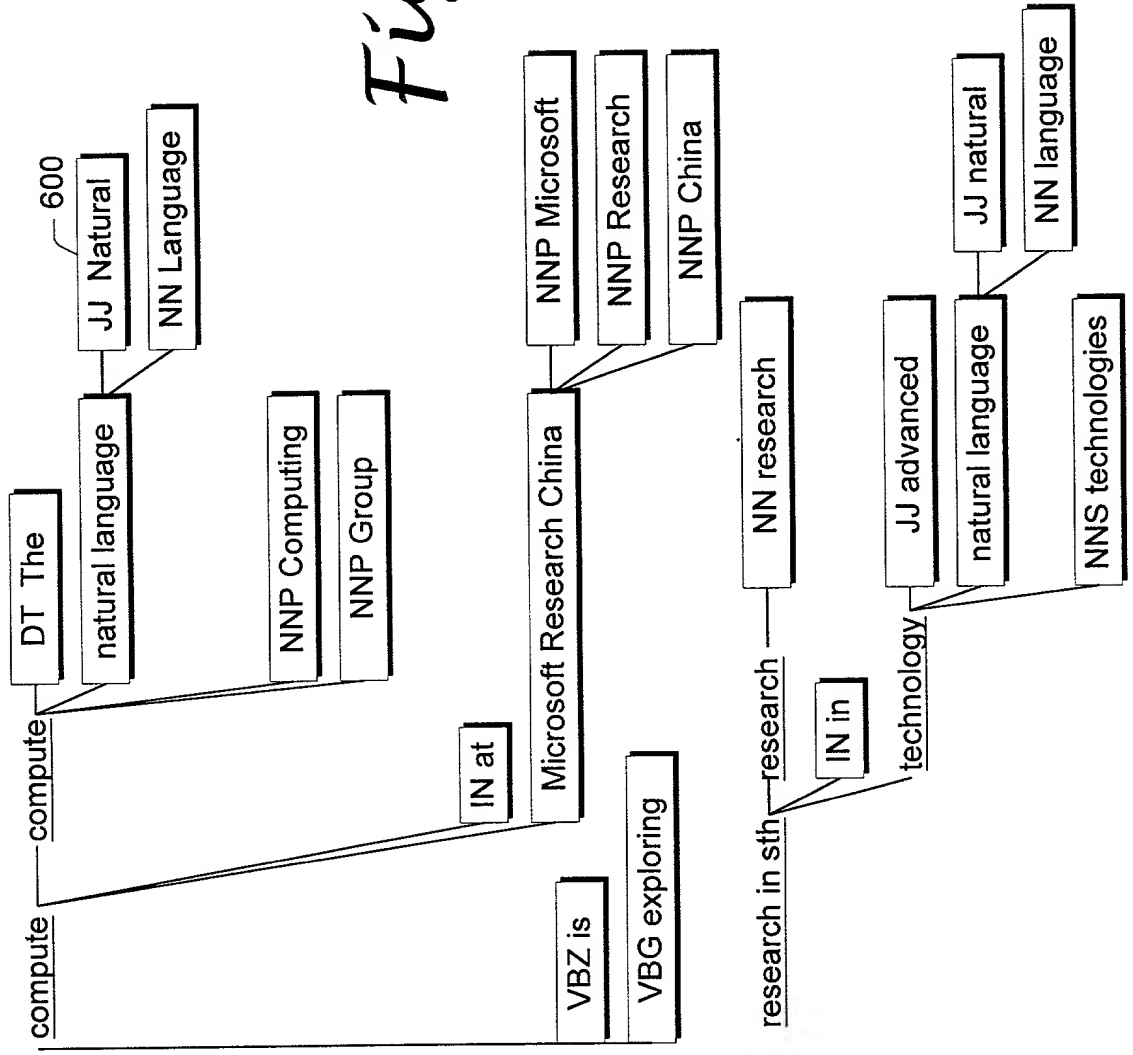 compute
compute
DT The
600
natural language
JJ Natural
NN Language
NNP Computing
NNP Group
IN at
Microsoft Research China
NNP Microsoft
NNP Research
NNP China
VBZ is
VBG exploring
research in sth
research
NN research
IN in
technology
JJ advanced
natural language
JJ natural
NN language
NNS technologies